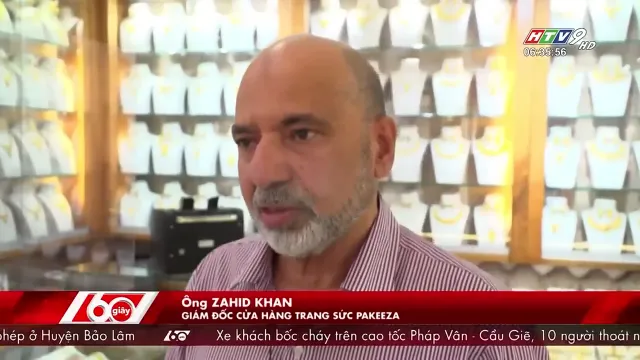 HTV9 HD
06:35:56
Ông ZAHID KHAN
GIÁM ĐỐC CỬA HÀNG TRANG SỨC PAKEEZA
60 giây
phép ở Huyện Bảo Lâm Xe khách bốc cháy trên cao tốc Pháp Vân - Cầu Giẽ, 10 người thoát